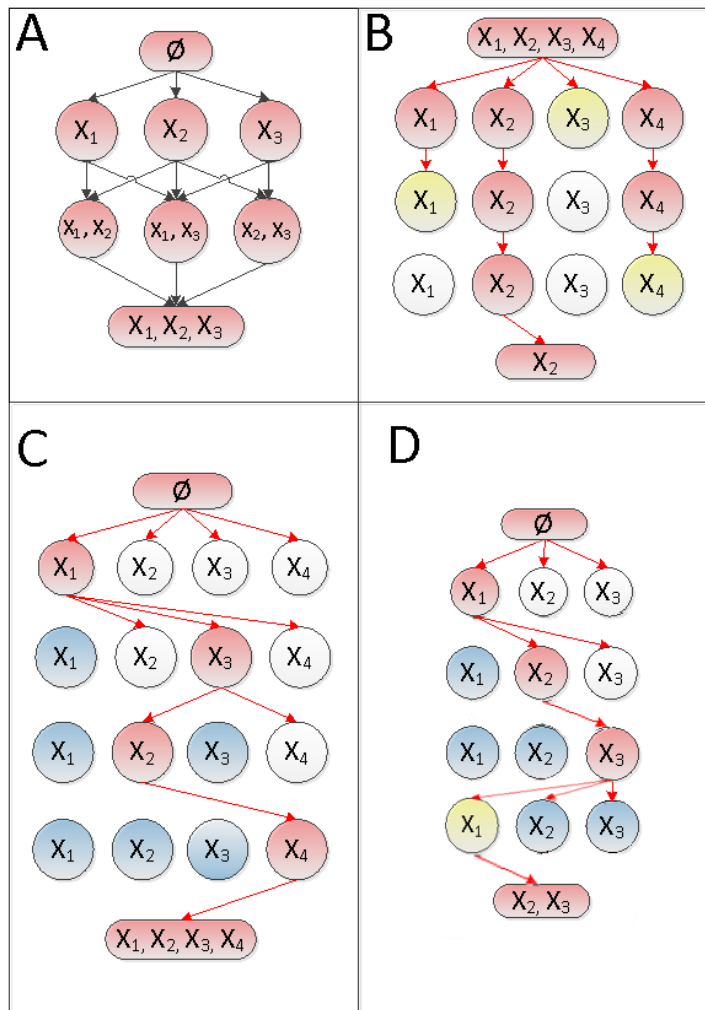 A
Ø
X₁ X₂ X₃
X₁, X₂ X₁, X₃ X₂, X₃
X₁, X₂, X₃
B
X₁, X₂, X₃, X₄
X₁ X₂ X₃ X₄
X₁ X₂ X₃ X₄
X₁ X₂ X₃ X₄
X₂
C
Ø
X₁ X₂ X₃ X₄
X₁ X₂ X₃ X₄
X₁ X₂ X₃ X₄
X₁ X₂ X₃ X₄
X₁, X₂, X₃, X₄
D
Ø
X₁ X₂ X₃
X₁ X₂ X₃
X₁ X₂ X₃
X₁ X₂ X₃
X₂, X₃